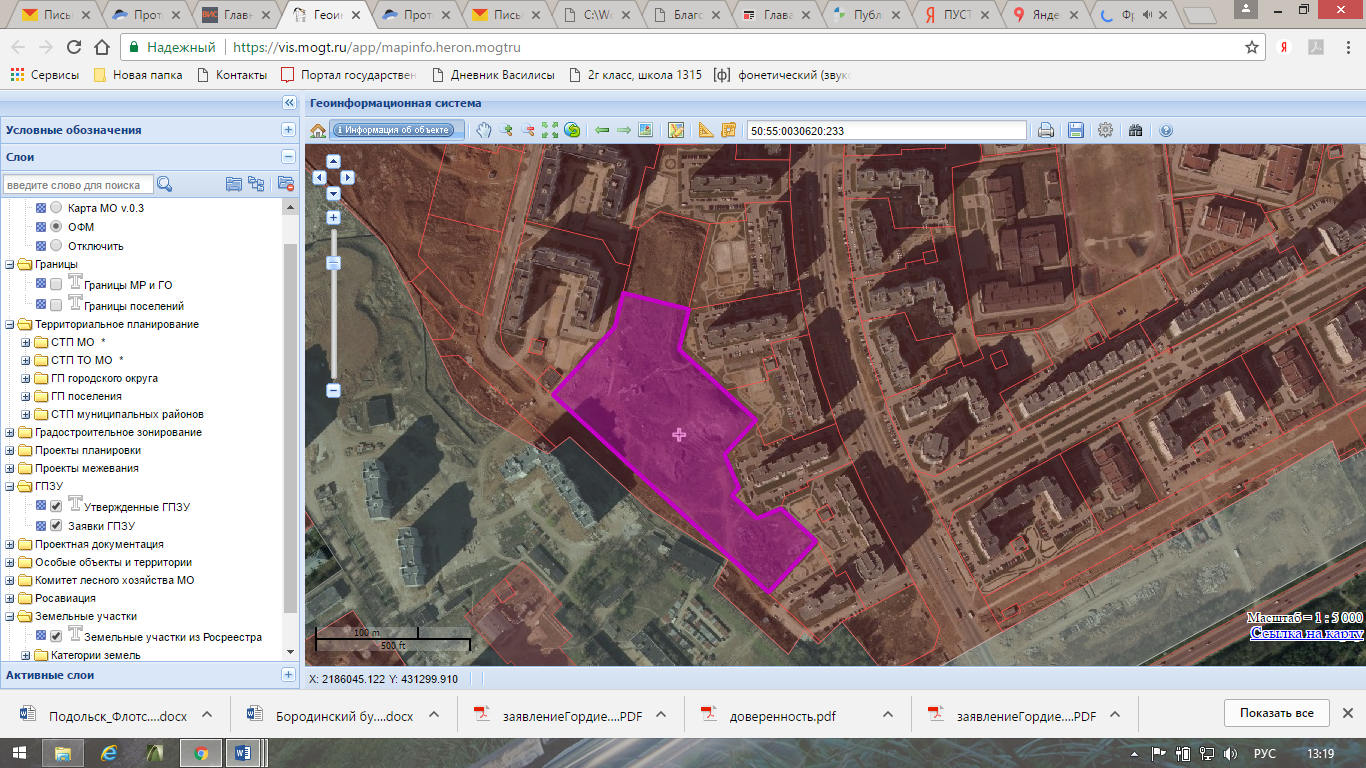 Письм
Прото
Главн
Геоин
Прото
Письм
C:\Wo
Благо
Глава
Публ
ПУСТ
Янде
Фр
Надежный https://vis.mogt.ru/app/mapinfo.heron.mogtru
Сервисы Новая папка Контакты Портал государствен Дневник Василисы 2г класс, школа 1315 [ф] фонетический (звук
Геоинформационная система
Информация об объекте
50:55:0030620:233
Условные обозначения
Слои
введите слово для поиска
Карта МО v.0.3
ОФМ
Отключить
Границы
Границы МР и ГО
Границы поселений
Территориальное планирование
СТП МО *
СТП ТО МО *
ГП городского округа
ГП поселения
СТП муниципальных районов
Градостроительное зонирование
Проекты планировки
Проекты межевания
ГПЗУ
Утвержденные ГПЗУ
Заявки ГПЗУ
Проектная документация
Особые объекты и территории
Комитет лесного хозяйства МО
Росавиация
Земельные участки
Земельные участки из Росреестра
Категории земель
Активные слои
100 m
500 ft
Масштаб = 1 : 5 000
Ссылка на карту
X: 2186045.122 Y: 431299.910
Подольск_Флотс....docx
Бородинский бу....docx
заявлениеГордие....PDF
доверенность.pdf
заявлениеГордие....PDF
Показать все
РУС
13:19